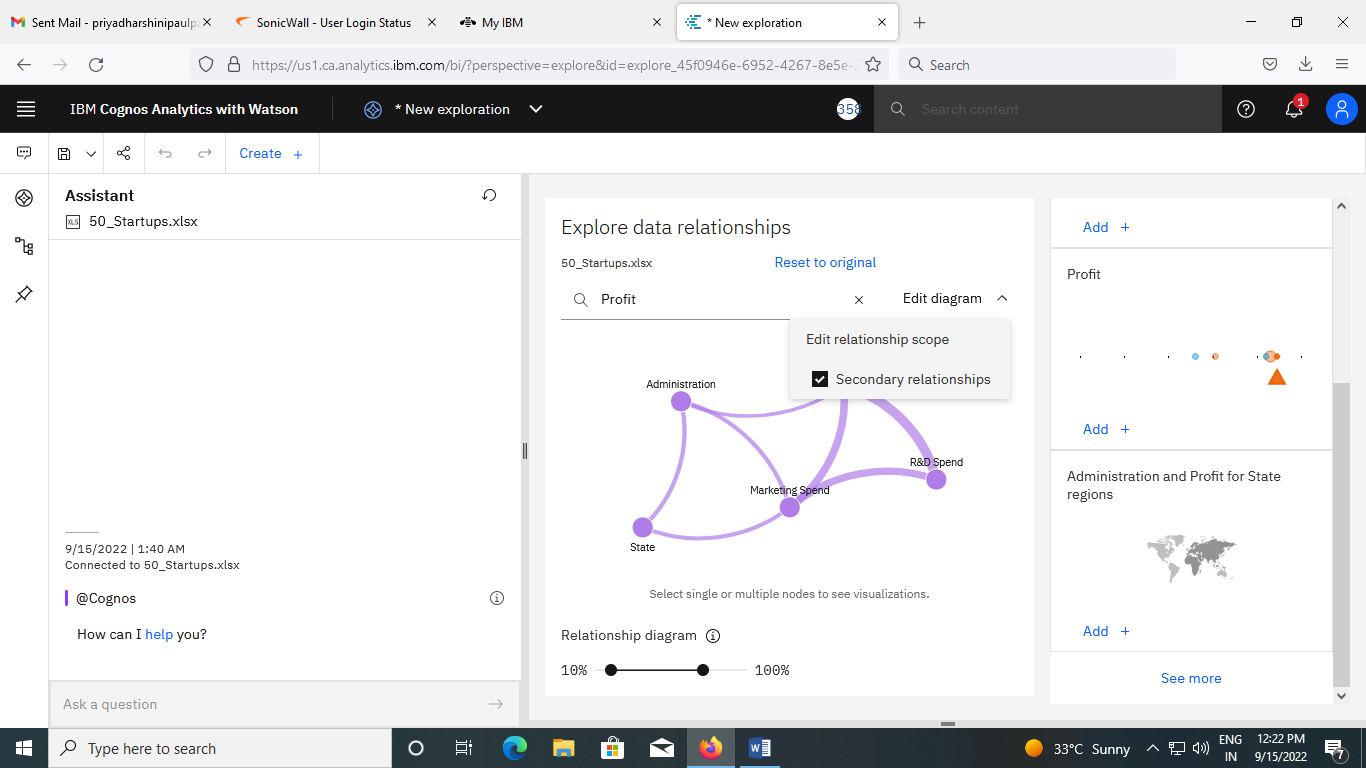 Sent Mail - priyadharshinipaulpa
SonicWall - User Login Status
My IBM
* New exploration
https://us1.ca.analytics.ibm.com/bi/?perspective=explore&id=explore_45f0946e-6952-4267-8e5e-
Search
IBM Cognos Analytics with Watson
* New exploration
358
Search content
1
Create +
Assistant
XLS
50_Startups.xlsx
9/15/2022 | 1:40 AM
Connected to 50_Startups.xlsx
@Cognos
How can I help you?
Ask a question
Explore data relationships
50_Startups.xlsx
Reset to original
Profit
Edit diagram
Edit relationship scope
Secondary relationships
Administration
R&D Spend
Marketing Spend
State
Select single or multiple nodes to see visualizations.
Relationship diagram
10%
100%
Add +
Profit
Add +
Administration and Profit for State
regions
Add +
See more
Type here to search
33°C Sunny
ENG
IN
12:22 PM
9/15/2022
7